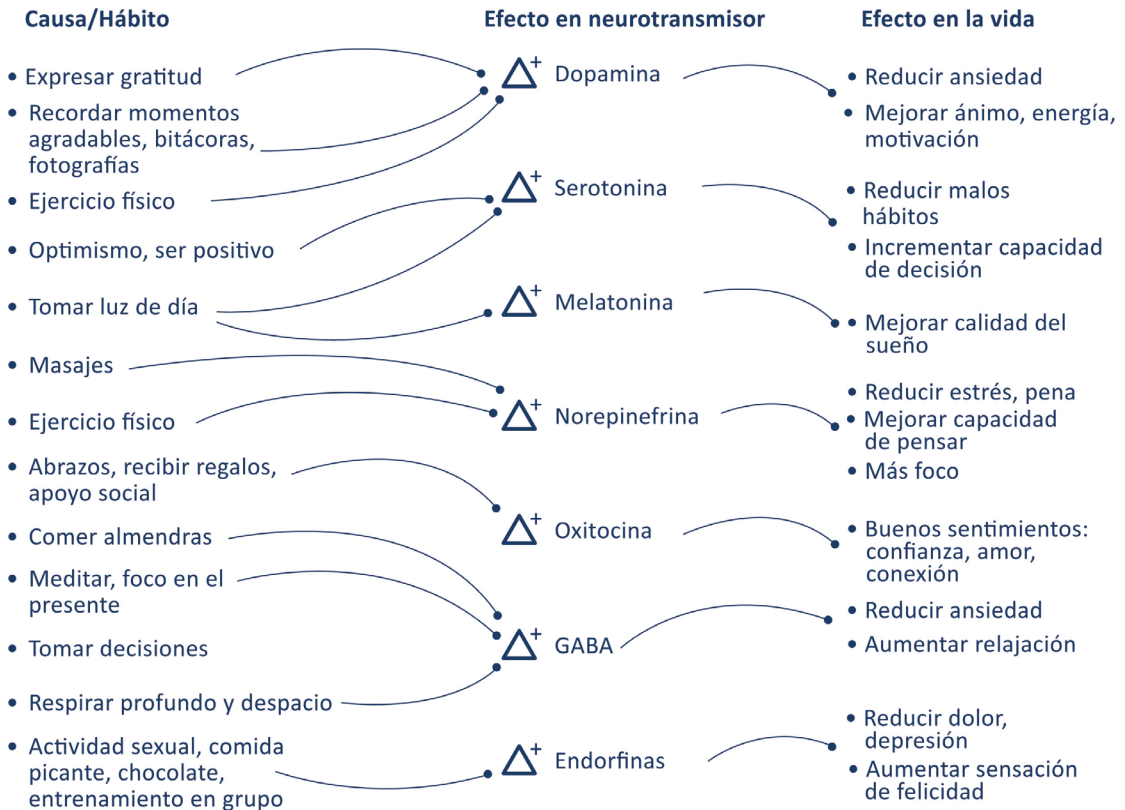 Causa/Hábito
Efecto en neurotransmisor
Efecto en la vida
• Expresar gratitud
• Recordar momentos
agradables, bitácoras,
fotografías
• Ejercicio físico
• Optimismo, ser positivo
• Tomar luz de día
• Masajes
• Ejercicio físico
• Abrazos, recibir regalos,
apoyo social
• Comer almendras
• Meditar, foco en el
presente
• Tomar decisiones
• Respirar profundo y despacio
• Actividad sexual, comida
picante, chocolate,
entrenamiento en grupo
△+ Dopamina
△+ Serotonina
△+ Melatonina
△+ Norepinefrina
△+ Oxitocina
△+ GABA
△+ Endorfinas
• Reducir ansiedad
• Mejorar ánimo, energía,
motivación
• Reducir malos
hábitos
• Incrementar capacidad
de decisión
• Mejorar calidad del
sueño
• Reducir estrés, pena
• Mejorar capacidad
de pensar
• Más foco
• Buenos sentimientos:
confianza, amor,
conexión
• Reducir ansiedad
• Aumentar relajación
• Reducir dolor,
depresión
• Aumentar sensación
de felicidad